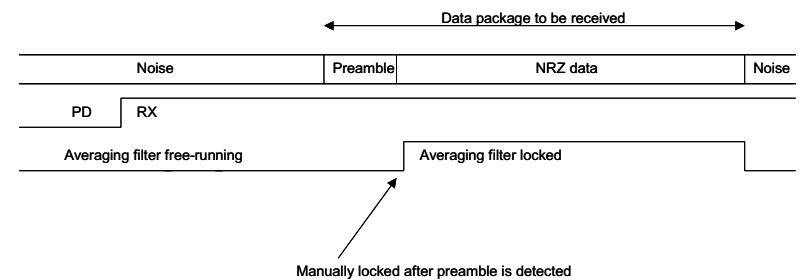 Data package to be received
Noise Preamble NRZ data Noise
PD RX
Averaging filter free-running Averaging filter locked
Manually locked after preamble is detected